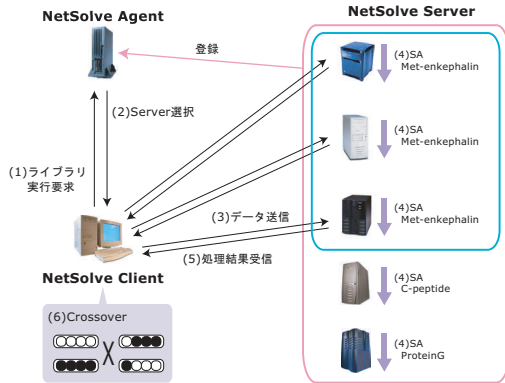 NetSolve Agent
NetSolve Server
登録
(4)SA
Met-enkephalin
(2)Server選択
(4)SA
Met-enkephalin
(1)ライブラリ
実行要求
(3)データ送信
(4)SA
Met-enkephalin
(5)処理結果受信
NetSolve Client
(4)SA
C-peptide
(6)Crossover
(4)SA
ProteinG